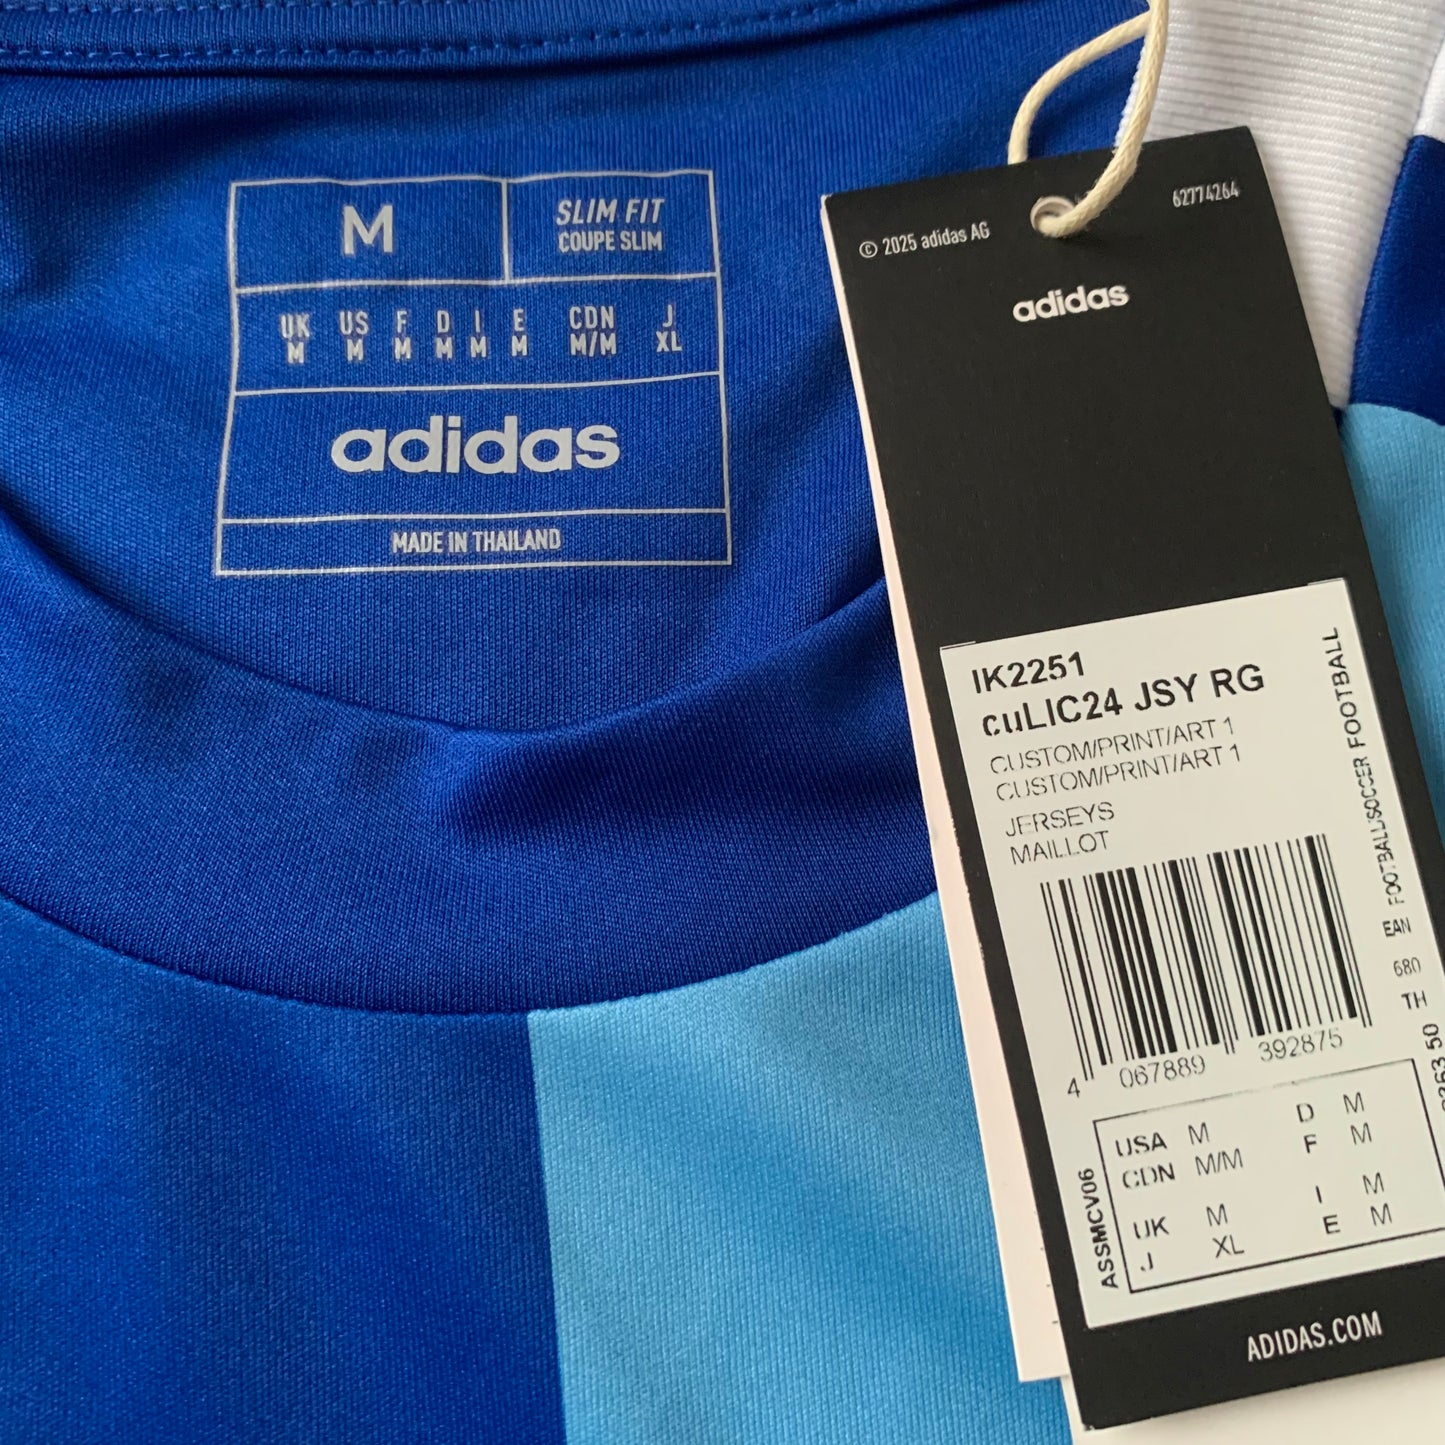 M
SLIM FIT
COUPE SLIM
UK US F D I E CDN J
M M M M M M M/M XL
adidas
MADE IN THAILAND
© 2025 adidas AG
62774264
adidas
IK2251
cuLIC24 JSY RG
CUSTOM/PRINT/ART 1
CUSTOM/PRINT/ART 1
JERSEYS
MAILLOT
FOOTBALL/SOCCER FOOTBALL
EAN
680
TH
50
4 067889 392875
ASSMCV06
USA M D M
CDN M/M F M
UK M I M
J XL E M
ADIDAS.COM